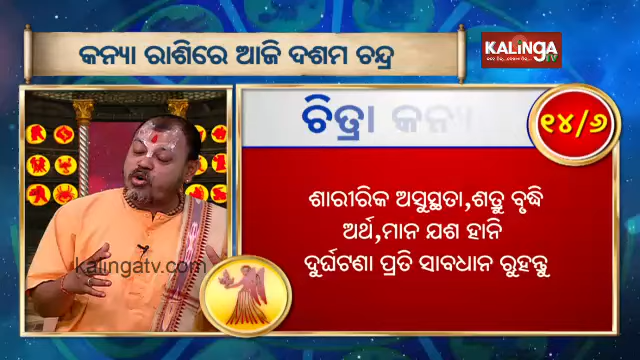 କନ୍ୟା ରାଶିରେ ଆଜି ଦଶମ ଚନ୍ଦ୍ର
KALINGA
TV
ଚିତ୍ରା କନ୍ୟା
୧୪/୬
ଶାରୀରିକ ଅସୁସ୍ଥତା,ଶତ୍ରୁ ବୃଦ୍ଧି
ଅର୍ଥ,ମାନ ଯଶ ହାନି
ଦୁର୍ଘଟଣା ପ୍ରତି ସାବଧାନ ରୁହନ୍ତୁ
kalingatv.com